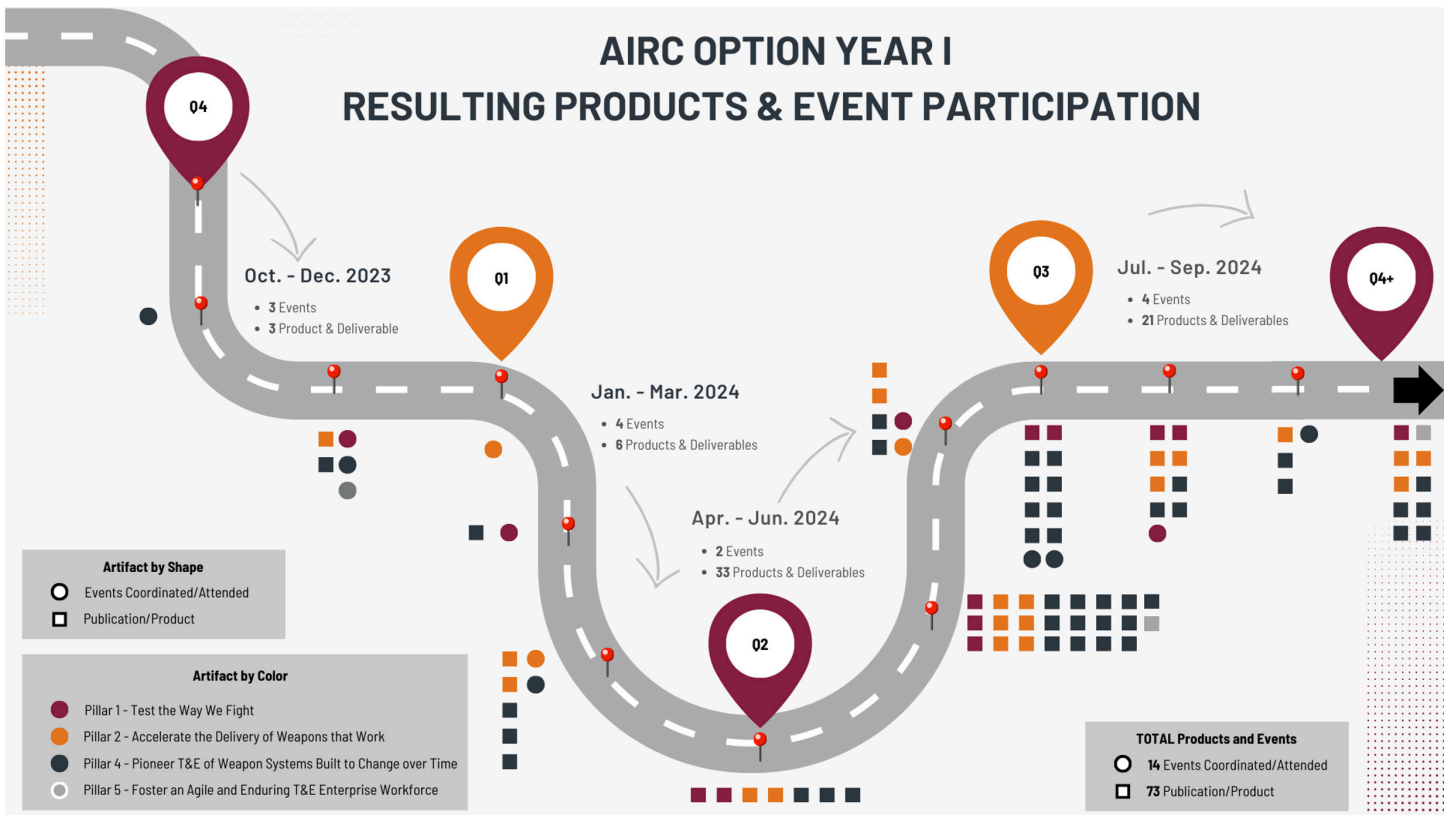 AIRC OPTION YEAR I
RESULTING PRODUCTS & EVENT PARTICIPATION
Q4
Oct. - Dec. 2023
• 3 Events
• 3 Product & Deliverable
Q1
Jan. - Mar. 2024
• 4 Events
• 6 Products & Deliverables
Apr. - Jun. 2024
• 2 Events
• 33 Products & Deliverables
Q2
Q3
Jul. - Sep. 2024
• 4 Events
• 21 Products & Deliverables
Q4+
Artifact by Shape
Events Coordinated/Attended
Publication/Product
Artifact by Color
Pillar 1 - Test the Way We Fight
Pillar 2 - Accelerate the Delivery of Weapons that Work
Pillar 4 - Pioneer T&E of Weapon Systems Built to Change over Time
Pillar 5 - Foster an Agile and Enduring T&E Enterprise Workforce
TOTAL Products and Events
14 Events Coordinated/Attended
73 Publication/Product